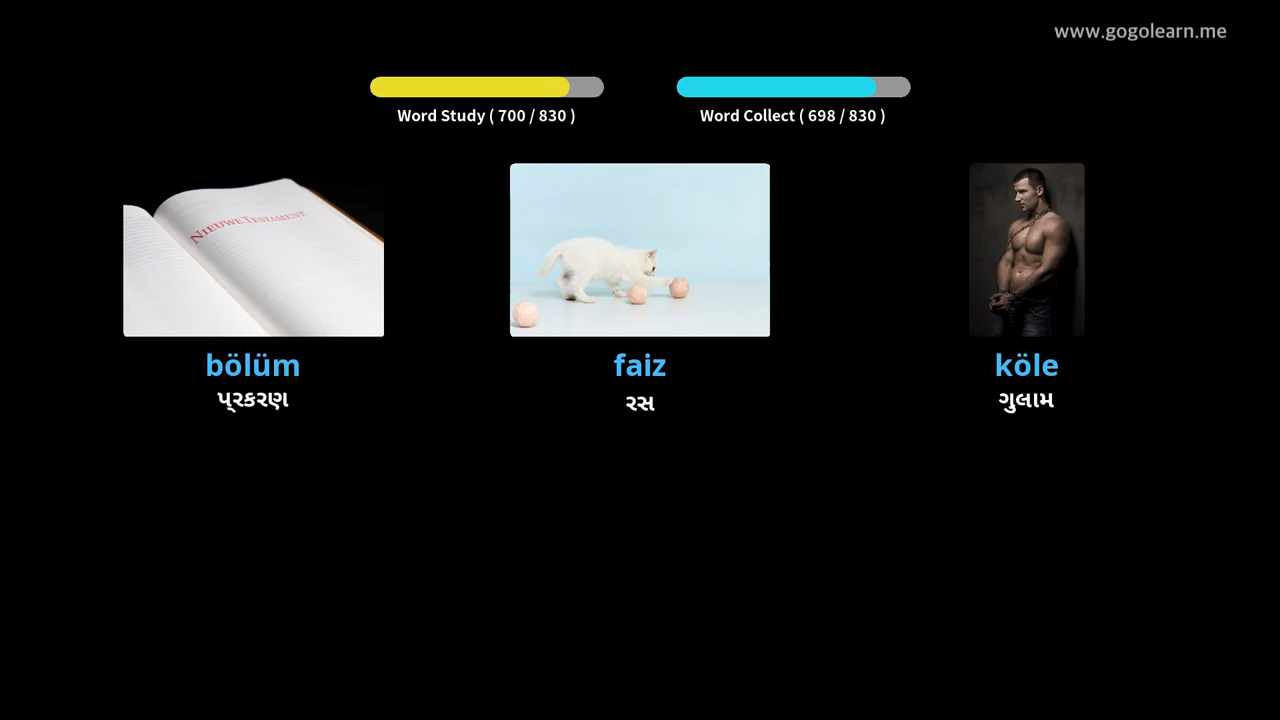 www.gogolearn.me
Word Study ( 700 / 830 )
Word Collect ( 698 / 830 )
NIEUWE TESTAMENT
bölüm
faiz
köle
પ્રકરણ
રસ
ગુલામ